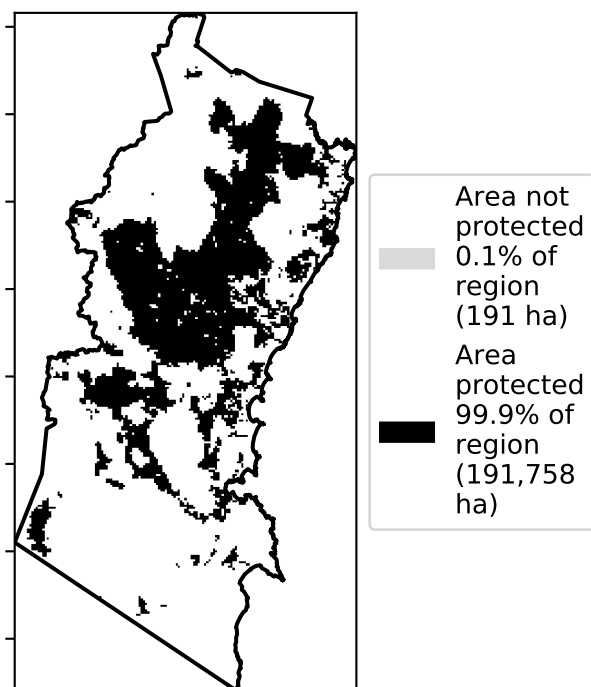 Area not
protected
0.1% of
region
(191 ha)
Area
protected
99.9% of
region
(191,758
ha)